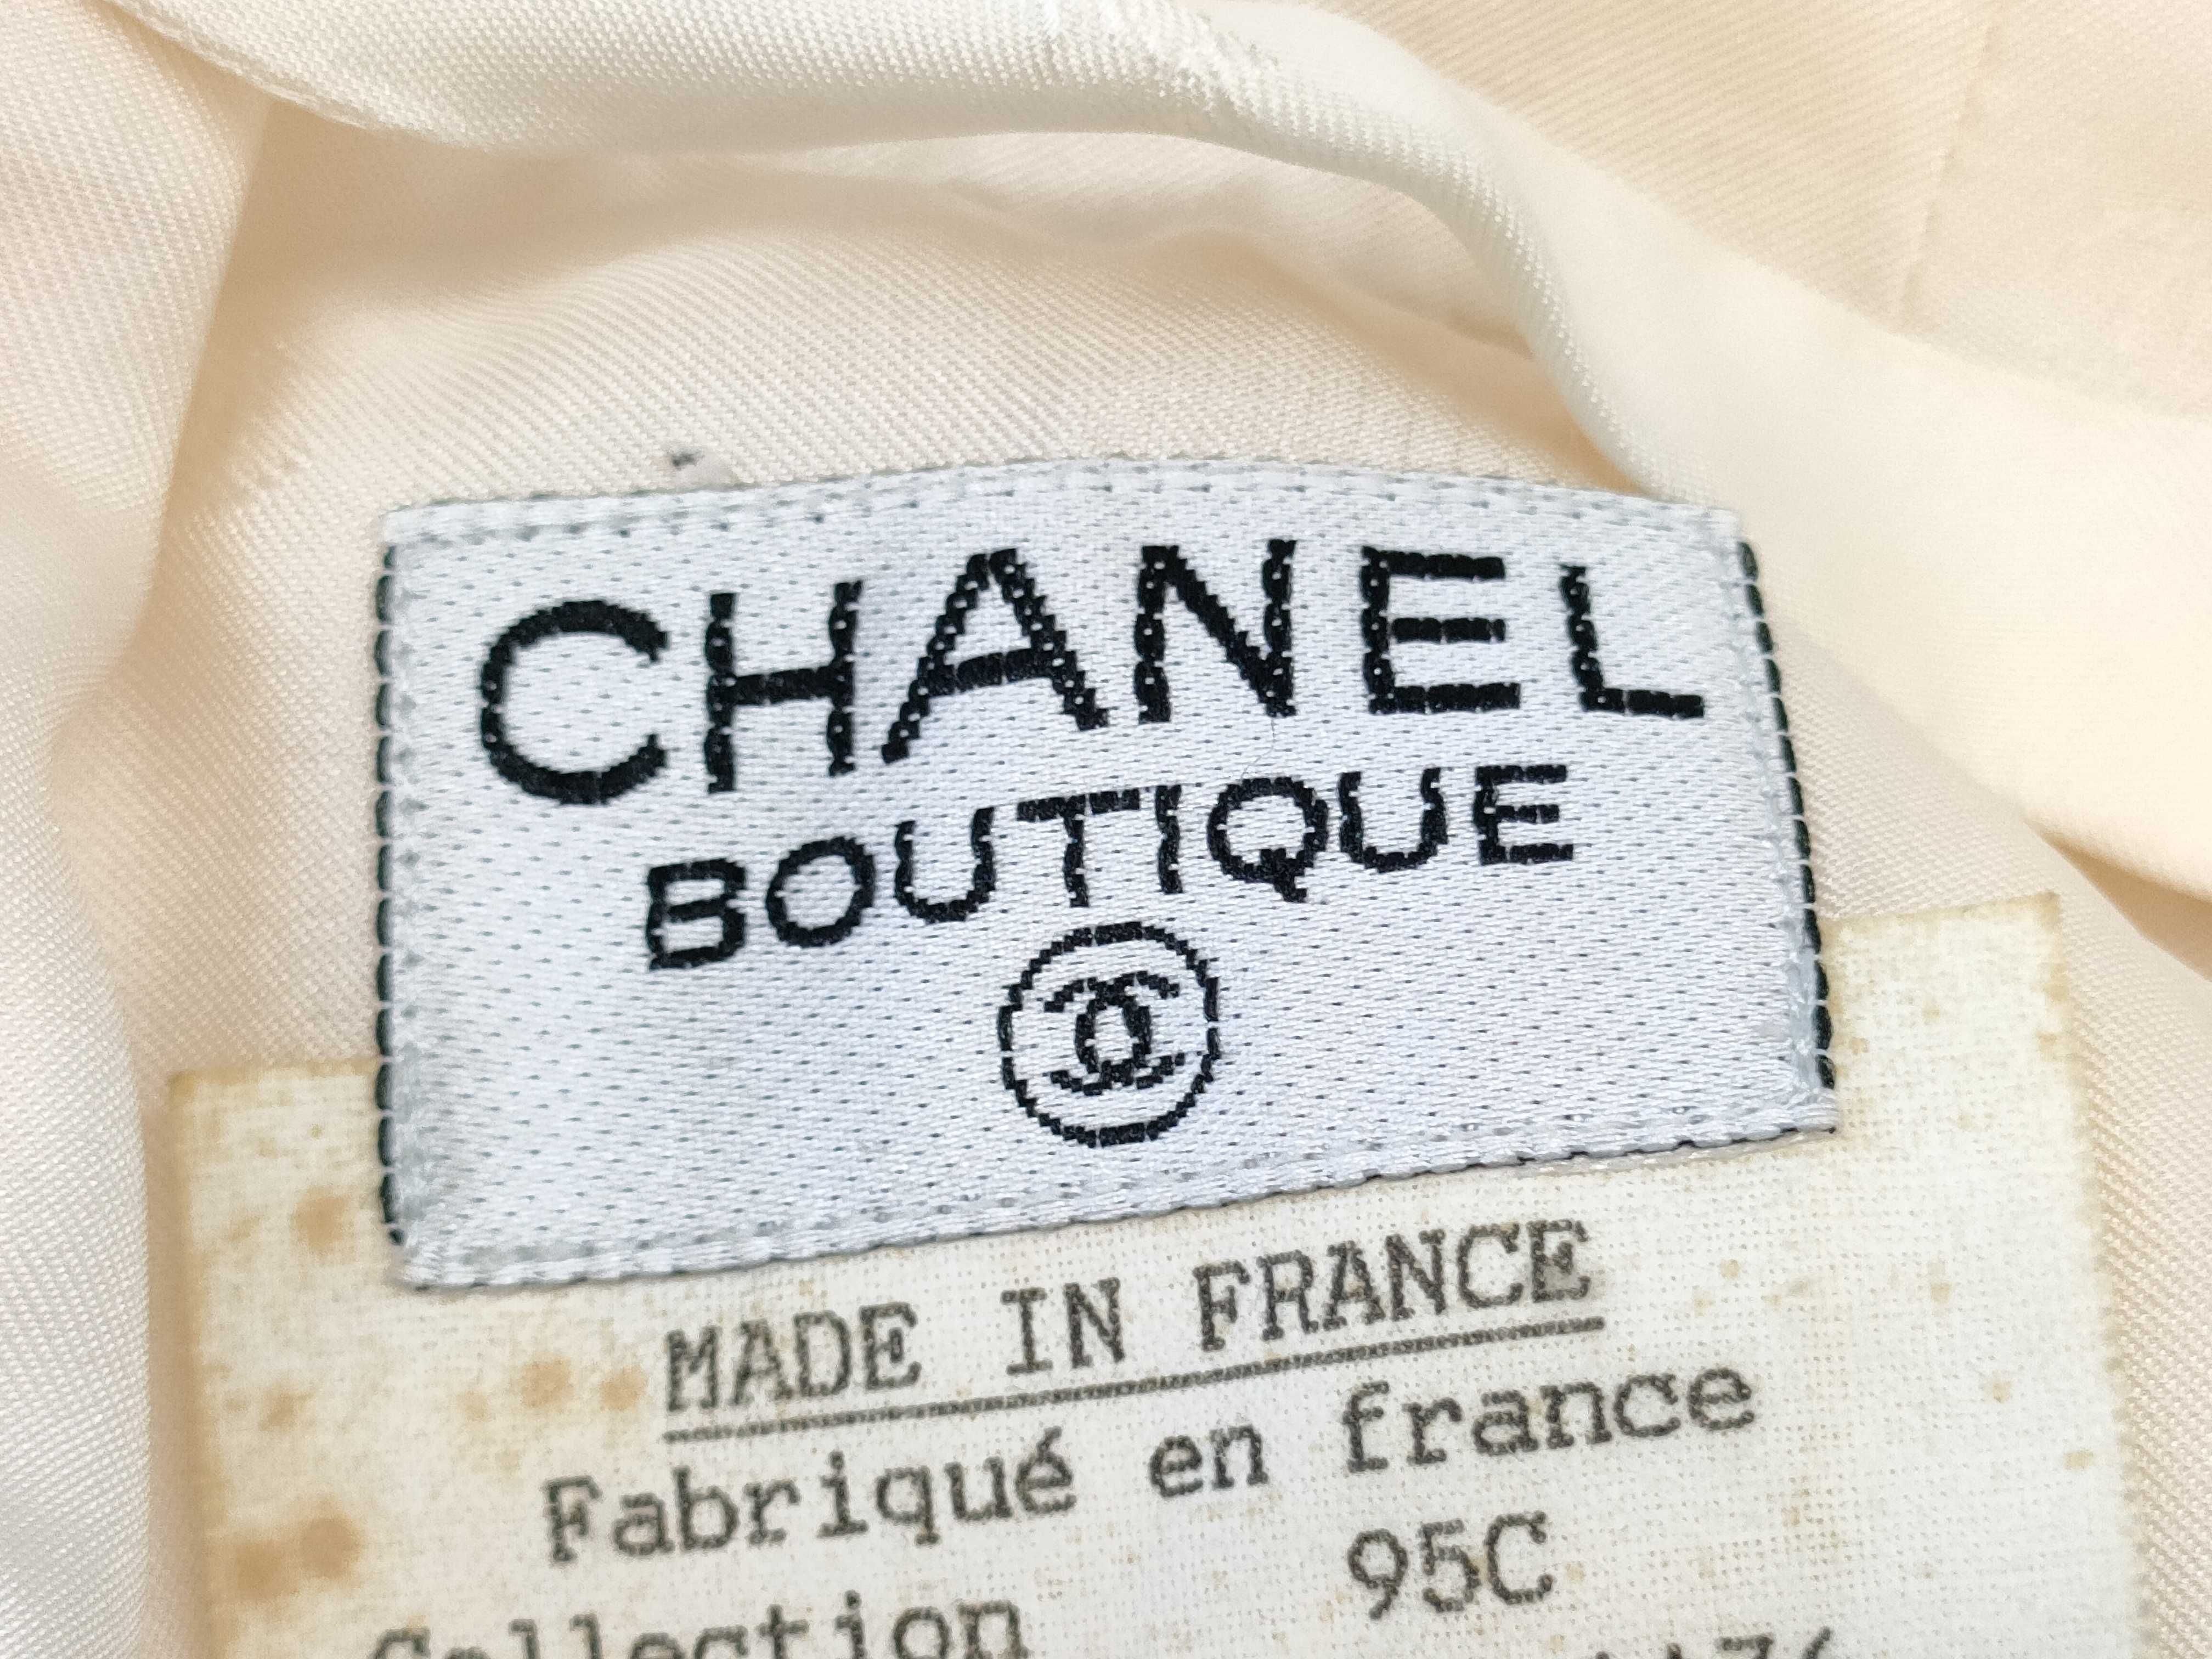 CHANEL
BOUTIQUE
MADE IN FRANCE
Fabriqué en france
Collection 95C